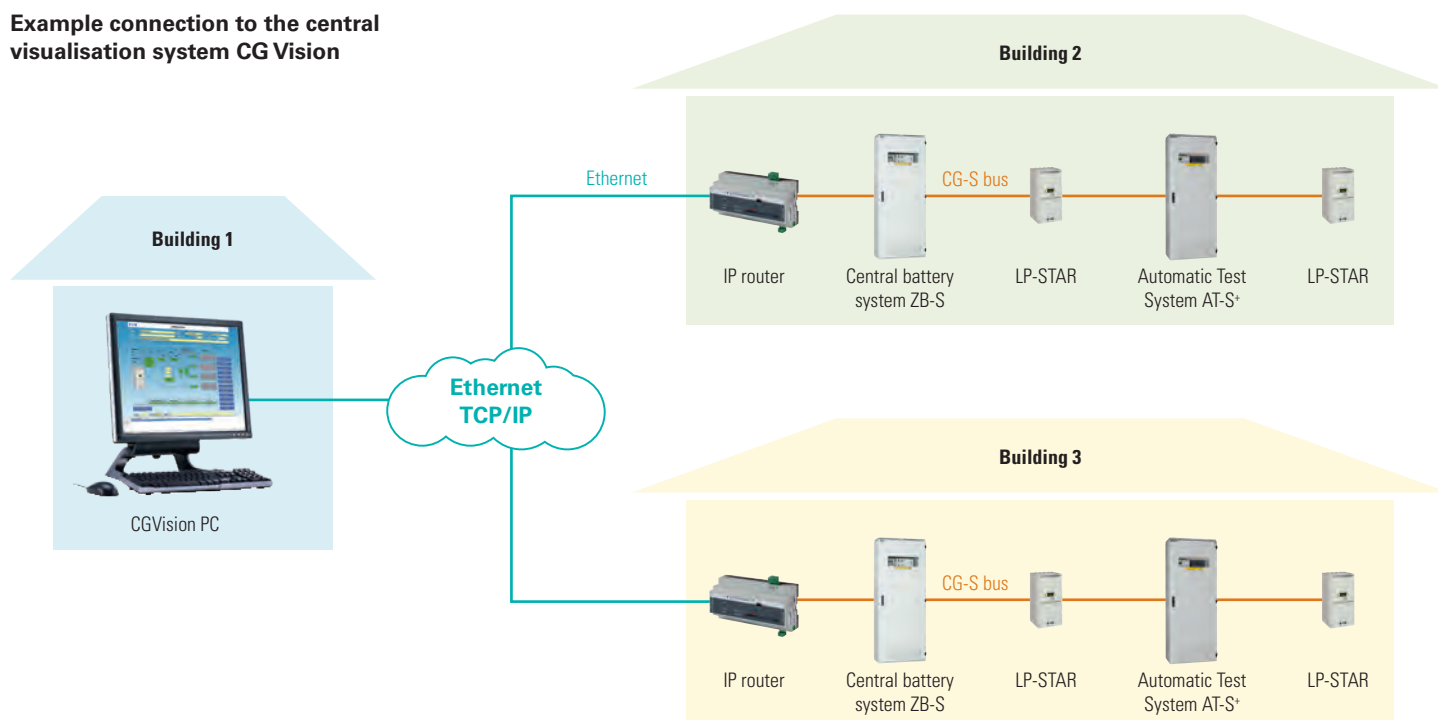 Example connection to the central
visualisation system CG Vision
Building 2
Ethernet
CG-S bus
IP router
Central battery
system ZB-S
LP-STAR
Automatic Test
System AT-S⁺
LP-STAR
Building 1
CGVision PC
Ethernet
TCP/IP
Building 3
CG-S bus
IP router
Central battery
system ZB-S
LP-STAR
Automatic Test
System AT-S⁺
LP-STAR